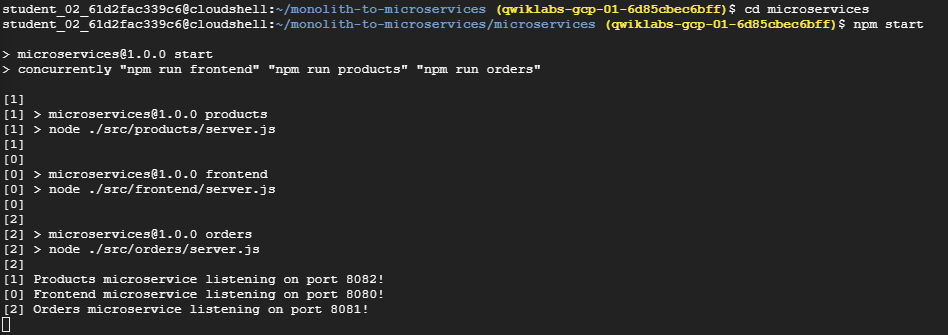 student_02_61d2fac339c6@cloudshell:~/monolith-to-microservices (qwiklabs-gcp-01-6d85cbec6bff)$ cd microservices
student_02_61d2fac339c6@cloudshell:~/monolith-to-microservices/microservices (qwiklabs-gcp-01-6d85cbec6bff)$ npm start
> microservices@1.0.0 start
> concurrently "npm run frontend" "npm run products" "npm run orders"
[1]
[1] > microservices@1.0.0 products
[1] > node ./src/products/server.js
[1]
[0]
[0] > microservices@1.0.0 frontend
[0] > node ./src/frontend/server.js
[0]
[2]
[2] > microservices@1.0.0 orders
[2] > node ./src/orders/server.js
[2]
[1] Products microservice listening on port 8082!
[0] Frontend microservice listening on port 8080!
[2] Orders microservice listening on port 8081!